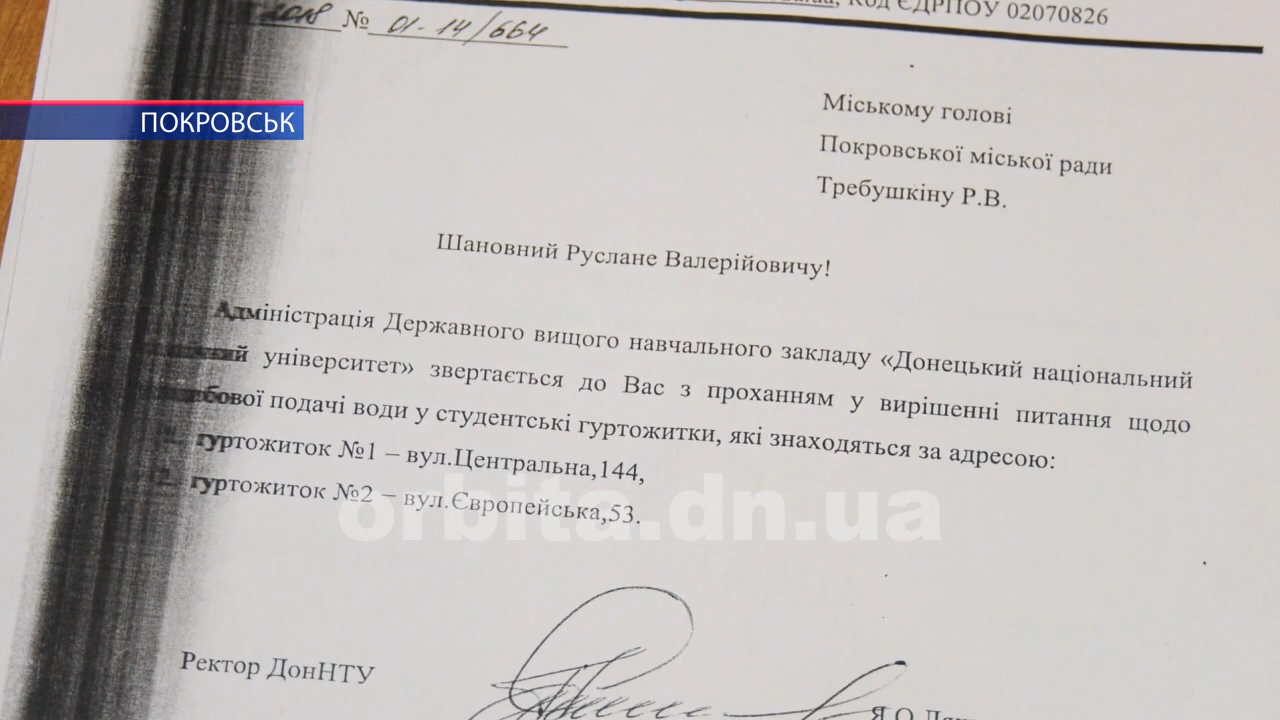 Код ЄДРПОУ 02070826
2018 № 01-14/664
ПОКРОВСЬК
Міському голові
Покровської міської ради
Требушкіну Р.В.
Шановний Руслане Валерійовичу!
Адміністрація Державного вищого навчального закладу «Донецький національний
університет» звертається до Вас з проханням у вирішенні питання щодо
подачі води у студентські гуртожитки, які знаходяться за адресою:
гуртожиток №1 – вул.Центральна,144,
2. гуртожиток №2 – вул.Європейська,53.
orbita.dn.ua
Ректор ДонНТУ
Я.О.